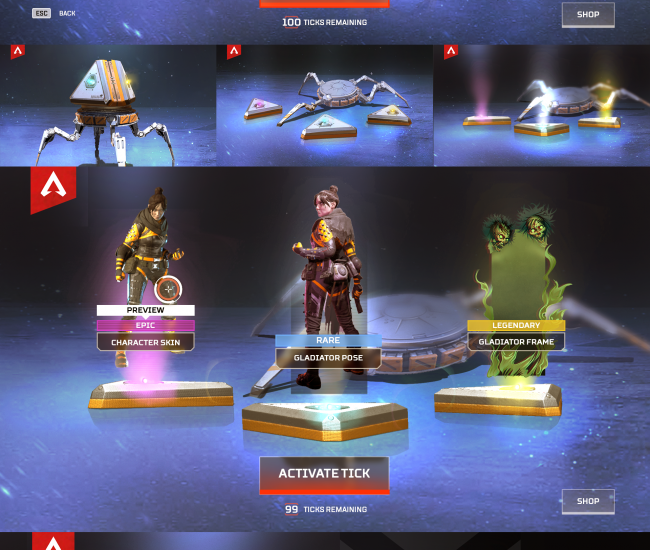 ESC BACK
100 TICKS REMAINING
SHOP
PREVIEW
EPIC
CHARACTER SKIN
RARE
GLADIATOR POSE
LEGENDARY
GLADIATOR FRAME
ACTIVATE TICK
99 TICKS REMAINING
SHOP